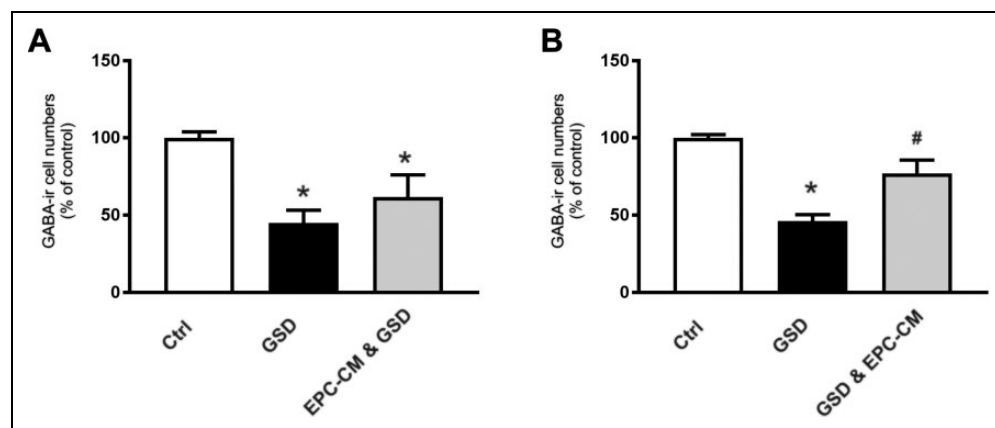 A
GABA-ir cell numbers
(% of control)
150
100
50
0
*
*
Ctrl
GSD
EPC-CM & GSD
B
GABA-ir cell numbers
(% of control)
150
100
50
0
*
#
Ctrl
GSD
GSD & EPC-CM